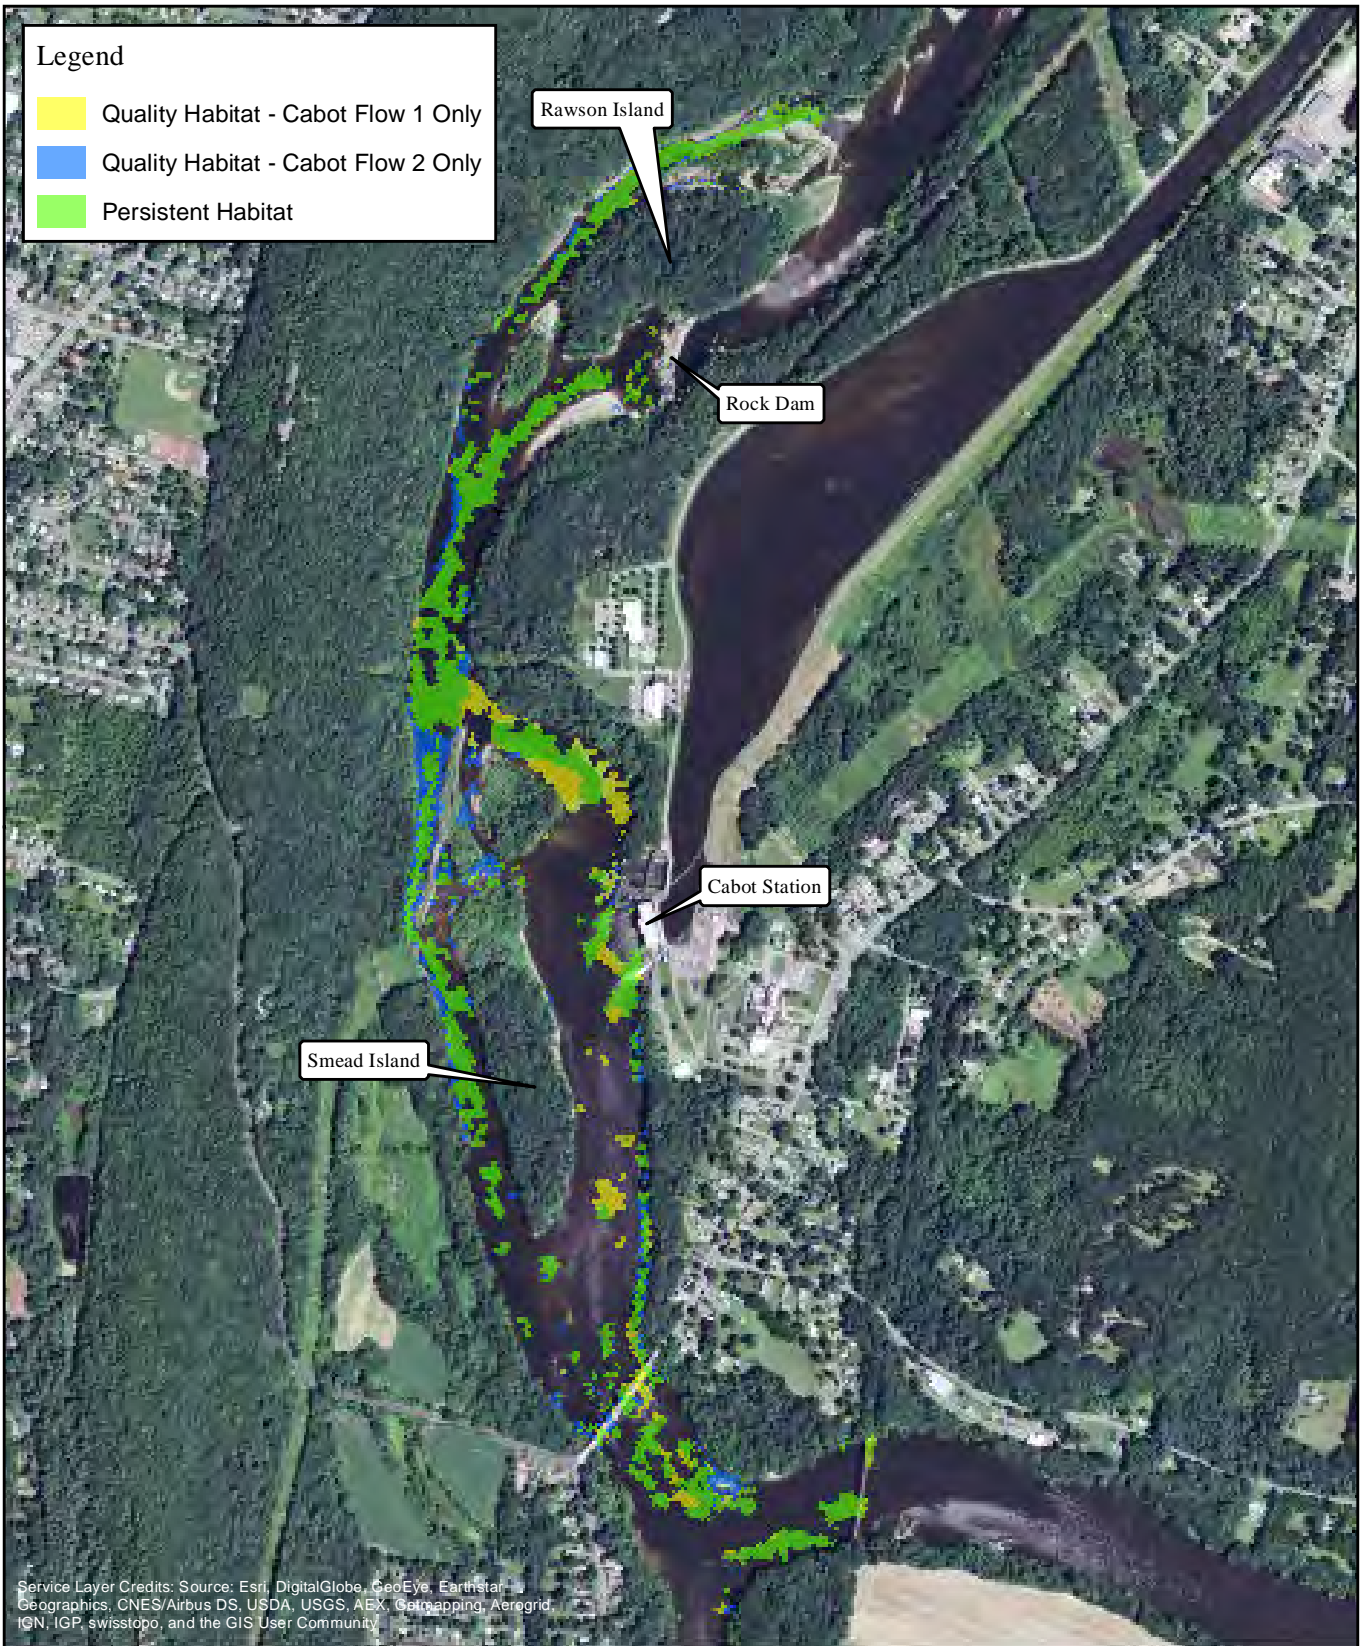 Legend
Quality Habitat - Cabot Flow 1 Only
Quality Habitat - Cabot Flow 2 Only
Persistent Habitat
Rawson Island
Rock Dam
Cabot Station
Smead Island
Service Layer Credits: Source: Esri, DigitalGlobe, GeoEye, Earthstar
Geographics, CNES/Airbus DS, USDA, USGS, AEX, Getmapping, Aerogrid,
IGN, IGP, swisstopo, and the GIS User Community